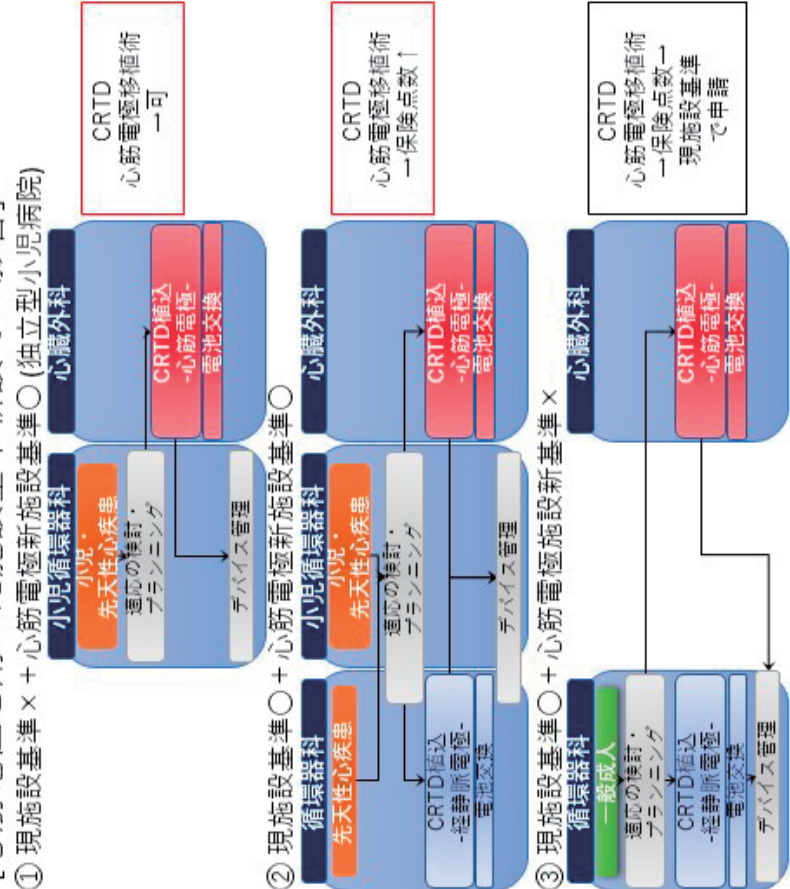 ① 現施設基準×＋心筋電極新施設基準〇(独立型小児病院)
小児循環器科
小児・
先天性心疾患
適応の検討・
プランニング
デバイス管理
心臓外科
CRTD植込
-心筋電極-
電池交換
CRTD
心筋電極移植術
→可
② 現施設基準〇＋心筋電極新施設基準〇
循環器科
先天性心疾患
小児循環器科
小児・
先天性心疾患
適応の検討・
プランニング
CRTD植込
-経静脈電極-
電池交換
デバイス管理
心臓外科
CRTD植込
-心筋電極-
電池交換
CRTD
心筋電極移植術
→保険点数↑
③ 現施設基準〇＋心筋電極施設新基準×
循環器科
一般成人
適応の検討・
プランニング
CRTD植込
-経静脈電極-
電池交換
デバイス管理
心臓外科
CRTD植込
-心筋電極-
電池交換
CRTD
心筋電極移植術
→保険点数→
現施設基準
で申請